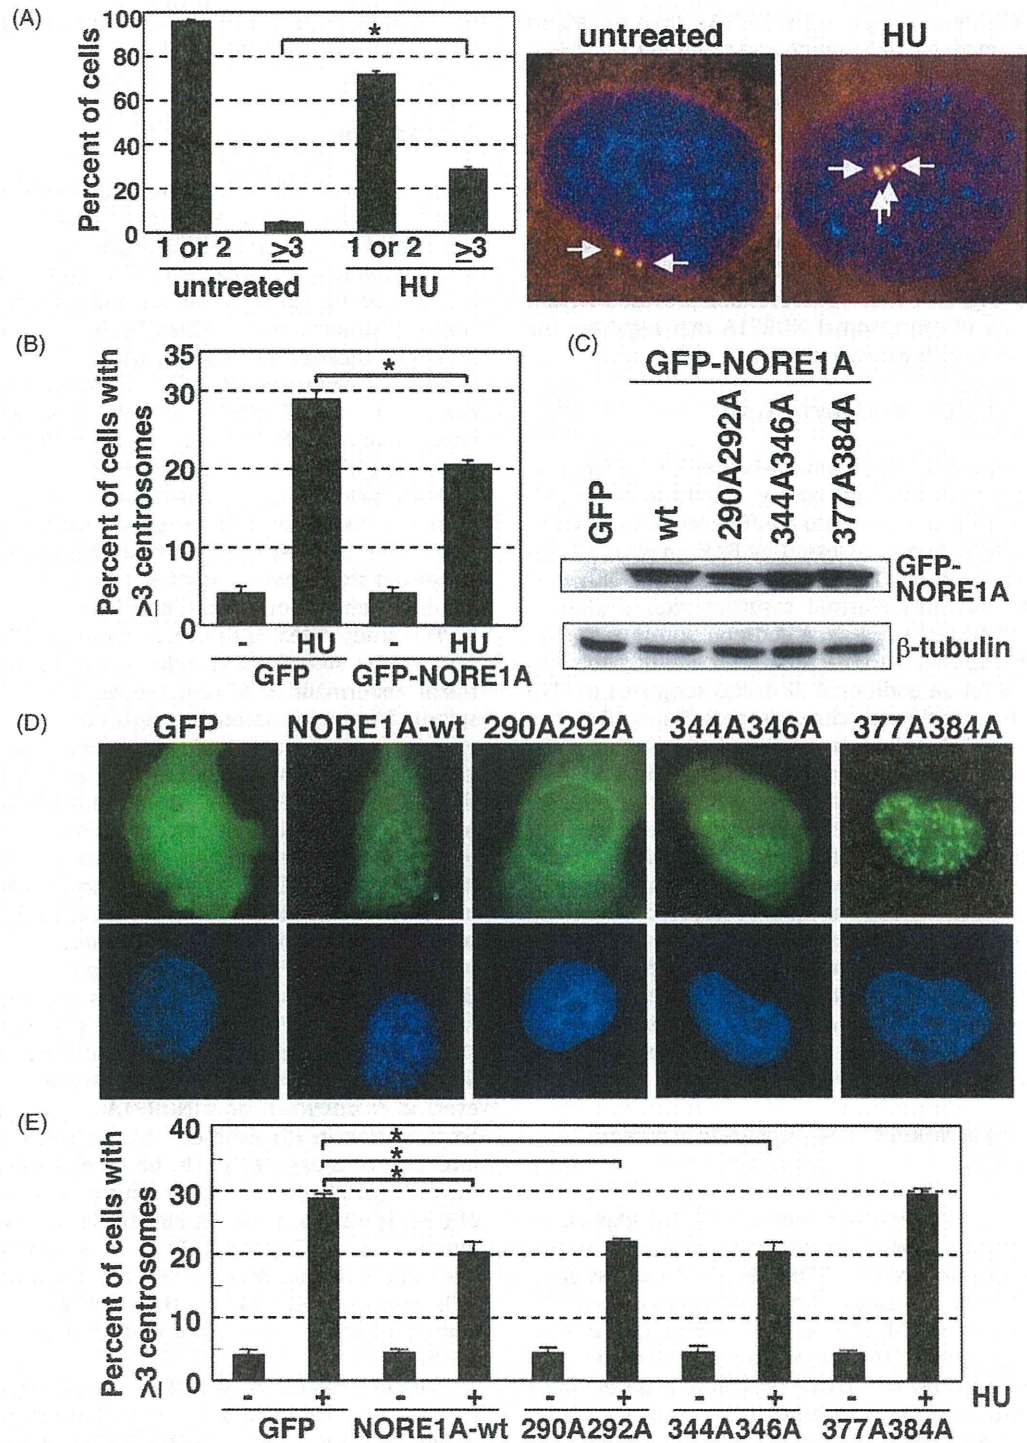 (A)
Percent of cells
100
80
60
40
20
0
*
1 or 2 ≥3 1 or 2 ≥3
untreated HU
untreated HU
(B)
Percent of cells with
≥3 centrosomes
35
30
20
10
0
*
- HU - HU
GFP GFP-NORE1A
(C)
GFP-NORE1A
GFP
wt
290A292A
344A346A
377A384A
GFP-
NORE1A
β-tubulin
(D)
GFP NORE1A-wt 290A292A 344A346A 377A384A
(E)
Percent of cells with
≥3 centrosomes
40
30
20
10
0
*
*
*
- + - + - + - + - + HU
GFP NORE1A-wt 290A292A 344A346A 377A384A